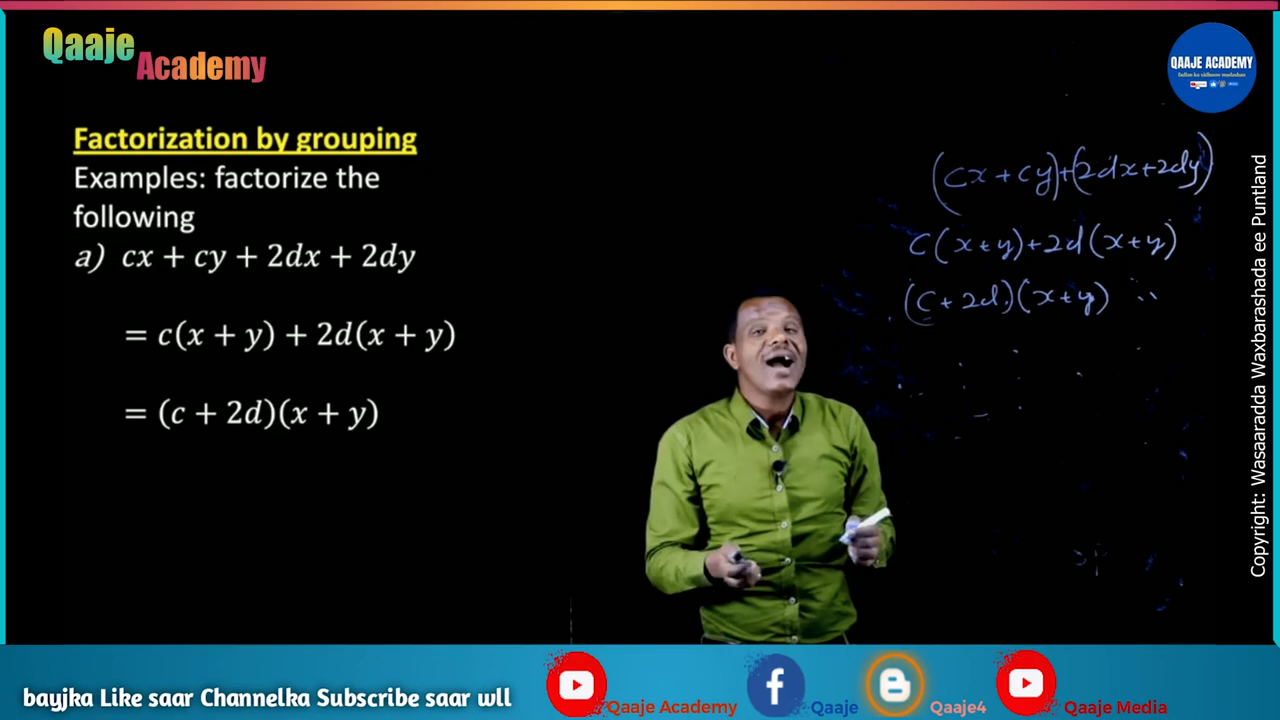 Qaaje
Academy
QAAJE ACADEMY
Factorization by grouping
Examples: factorize the
following
a) cx + cy + 2dx + 2dy
= c(x + y) + 2d(x + y)
= (c + 2d)(x + y)
(cx + cy) + (2dx + 2dy)
c(x + y) + 2d(x + y)
(c + 2d)(x + y)
Copyright: Wasaaradda Waxbarashada ee Puntland
bayjka Like saar Channelka Subscribe saar wll
Qaaje Academy
Qaaje
Qaaje4
Qaaje Media